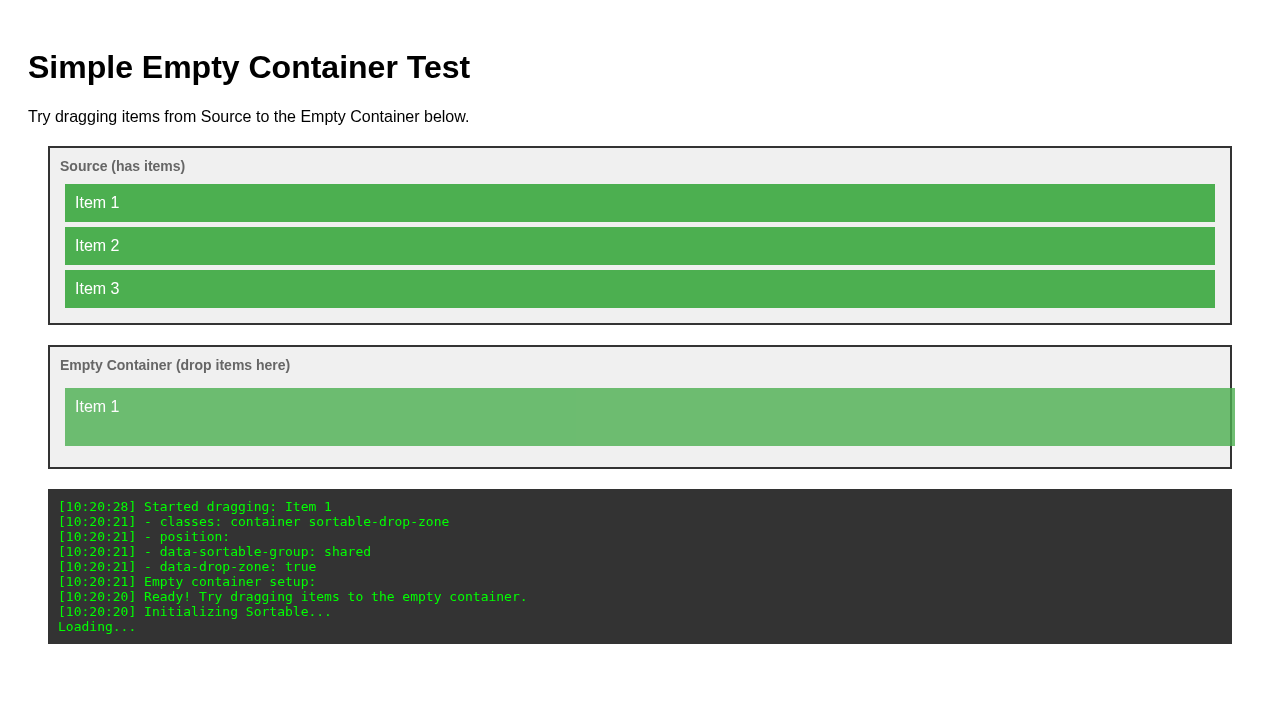 Simple Empty Container Test
Try dragging items from Source to the Empty Container below.
Source (has items)
Item 1
Item 2
Item 3
Empty Container (drop items here)
Item 1
[10:20:28] Started dragging: Item 1
[10:20:21] - classes: container sortable-drop-zone
[10:20:21] - position:
[10:20:21] - data-sortable-group: shared
[10:20:21] - data-drop-zone: true
[10:20:21] Empty container setup:
[10:20:20] Ready! Try dragging items to the empty container.
[10:20:20] Initializing Sortable...
Loading...